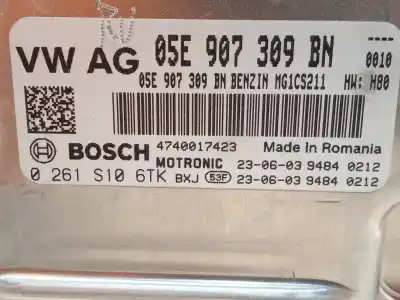 VW AG 05E 907 309 BN 0010
05E 907 309 BN BENZIN MG1CS211 HW: H80
BOSCH 4740017423 Made in Romania
MOTRONIC 23-06-03 9484 0212
0 261 S10 6TK BXJ 53F 23-06-03 9484 0212